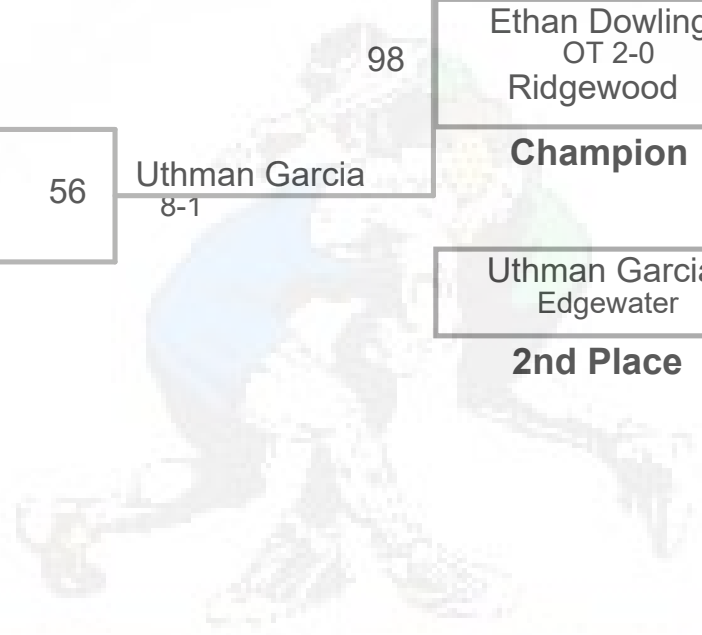 Ethan Dowling
98
OT 2-0
Ridgewood
Champion
56
Uthman Garcia
8-1
Uthman Garcia
Edgewater
2nd Place